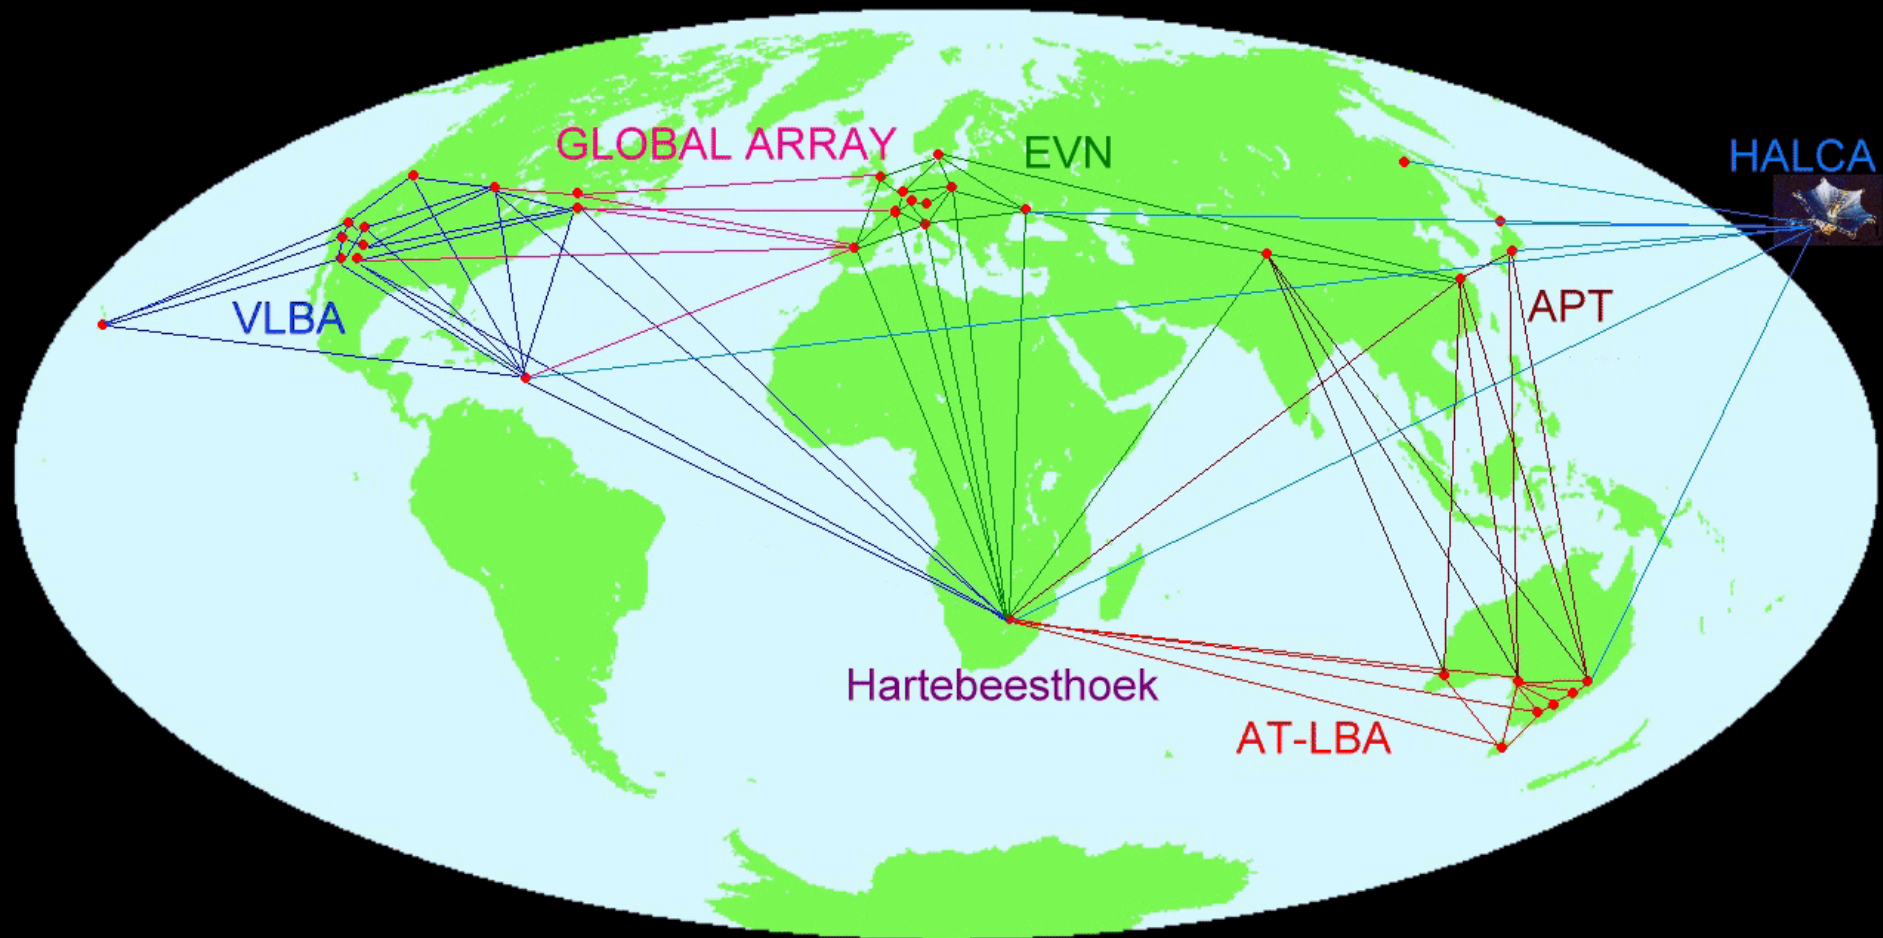 GLOBAL ARRAY
EVN
HALCA
VLBA
APT
Hartebeesthoek
AT-LBA